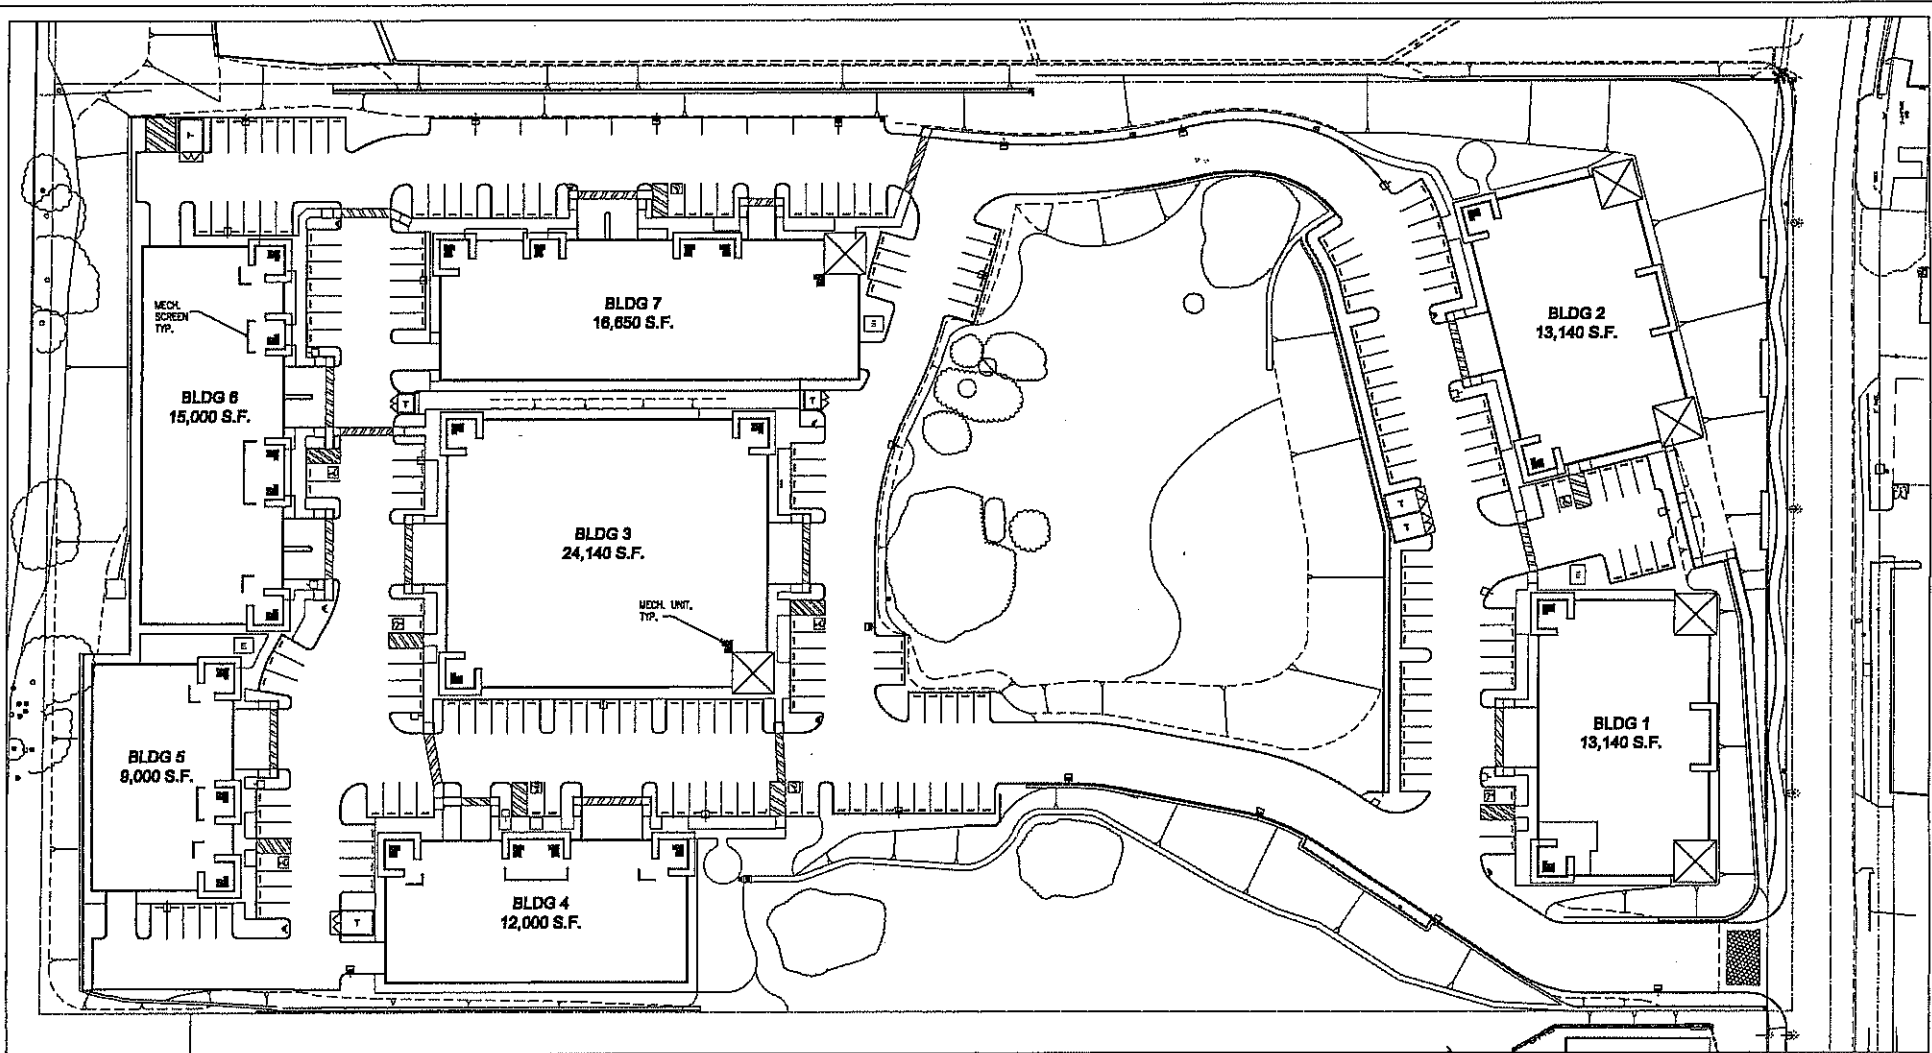 BLDG 7
16,650 S.F.
BLDG 2
13,140 S.F.
MECH.
SCREEN
TYP.
BLDG 6
15,000 S.F.
BLDG 3
24,140 S.F.
MECH. UNIT.
TYP.
BLDG 1
13,140 S.F.
BLDG 5
9,000 S.F.
BLDG 4
12,000 S.F.
T
T
T
T
T
T